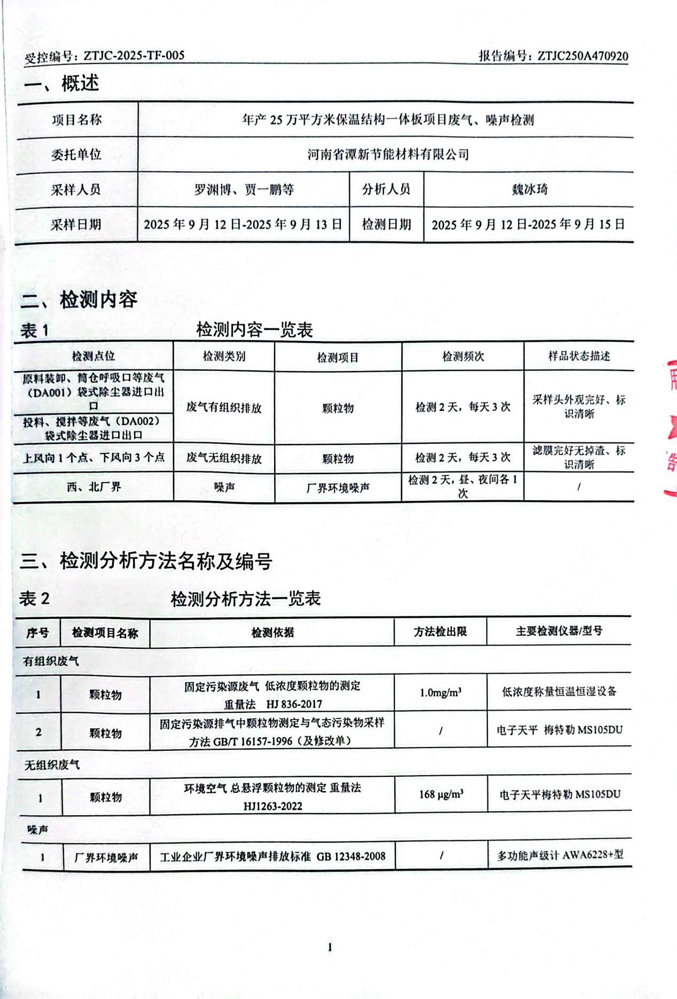 受控编号：ZTJC-2025-TF-005 报告编号：ZTJC250A470920
一、概述
项目名称 年产 25 万平方米保温结构一体板项目废气、噪声检测
委托单位 河南省潭新节能材料有限公司
采样人员 罗渊博、贾一鹏等 分析人员 魏冰琦
采样日期 2025 年 9 月 12 日-2025 年 9 月 13 日 检测日期 2025 年 9 月 12 日-2025 年 9 月 15 日
二、检测内容
表 1 检测内容一览表
检测点位 检测类别 检测项目 检测频次 样品状态描述
原料装卸、筒仓呼吸口等废气
（DA001）袋式除尘器进口出
口
投料、搅拌等废气（DA002）
袋式除尘器进口出口
废气有组织排放 颗粒物 检测 2 天，每天 3 次
采样头外观完好、标
识清晰
上风向 1 个点、下风向 3 个点 废气无组织排放 颗粒物 检测 2 天，每天 3 次
滤膜完好无掉渣、标
识清晰
西、北厂界 噪声 厂界环境噪声
检测 2 天，昼、夜间各 1
次
/
三、检测分析方法名称及编号
表 2 检测分析方法一览表
序号 检测项目名称 检测依据 方法检出限 主要检测仪器/型号
有组织废气
1 颗粒物
固定污染源废气 低浓度颗粒物的测定
重量法 HJ 836-2017
1.0mg/m³ 低浓度称量恒温恒湿设备
2 颗粒物
固定污染源排气中颗粒物测定与气态污染物采样
方法 GB/T 16157-1996（及修改单）
/ 电子天平 梅特勒 MS105DU
无组织废气
1 颗粒物
环境空气 总悬浮颗粒物的测定 重量法
HJ1263-2022
168 μg/m³ 电子天平梅特勒 MS105DU
噪声
1 厂界环境噪声 工业企业厂界环境噪声排放标准 GB 12348-2008 / 多功能声级计 AWA6228+型
1